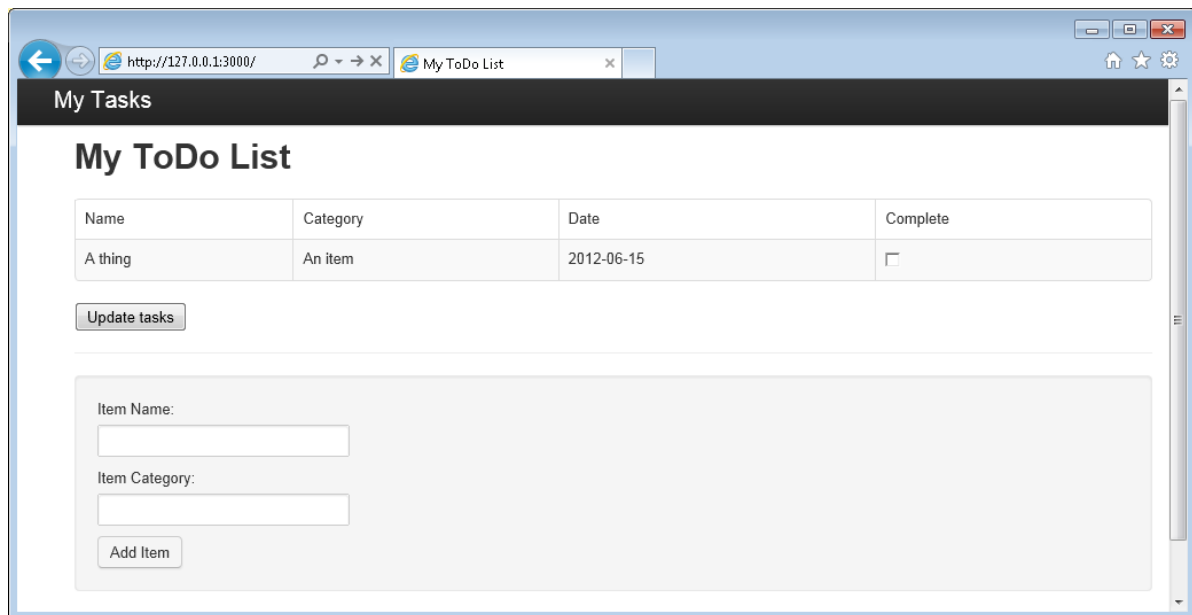 http://127.0.0.1:3000/ My ToDo List
My Tasks
My ToDo List
Name Category Date Complete
A thing An item 2012-06-15
Update tasks
Item Name:
Item Category:
Add Item